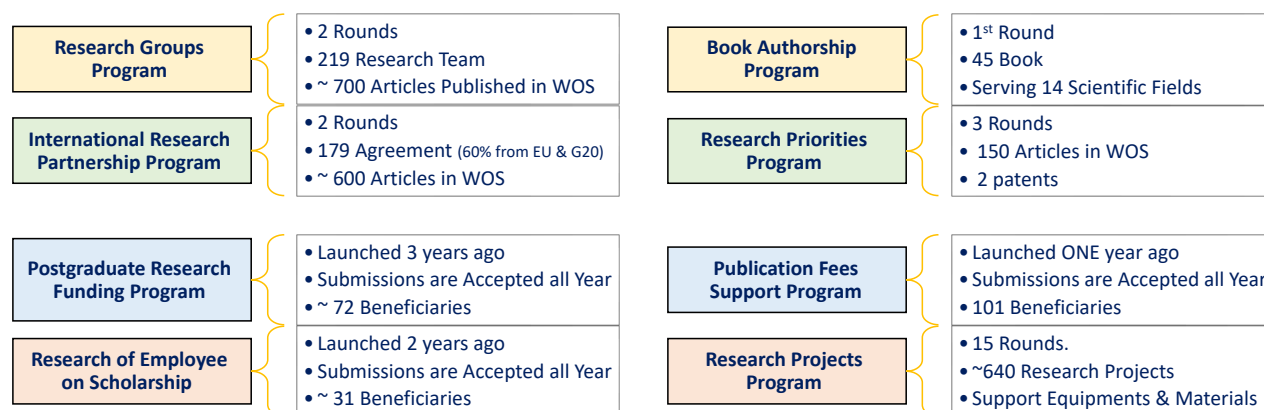 Research Groups
Program
• 2 Rounds
• 219 Research Team
• ~ 700 Articles Published in WOS
International Research
Partnership Program
• 2 Rounds
• 179 Agreement (60% from EU & G20)
• ~ 600 Articles in WOS
Book Authorship
Program
• 1st Round
• 45 Book
• Serving 14 Scientific Fields
Research Priorities
Program
• 3 Rounds
• 150 Articles in WOS
• 2 patents
Postgraduate Research
Funding Program
• Launched 3 years ago
• Submissions are Accepted all Year
• ~ 72 Beneficiaries
Research of Employee
on Scholarship
• Launched 2 years ago
• Submissions are Accepted all Year
• ~ 31 Beneficiaries
Publication Fees
Support Program
• Launched ONE year ago
• Submissions are Accepted all Year
• 101 Beneficiaries
Research Projects
Program
• 15 Rounds.
• ~640 Research Projects
• Support Equipments & Materials